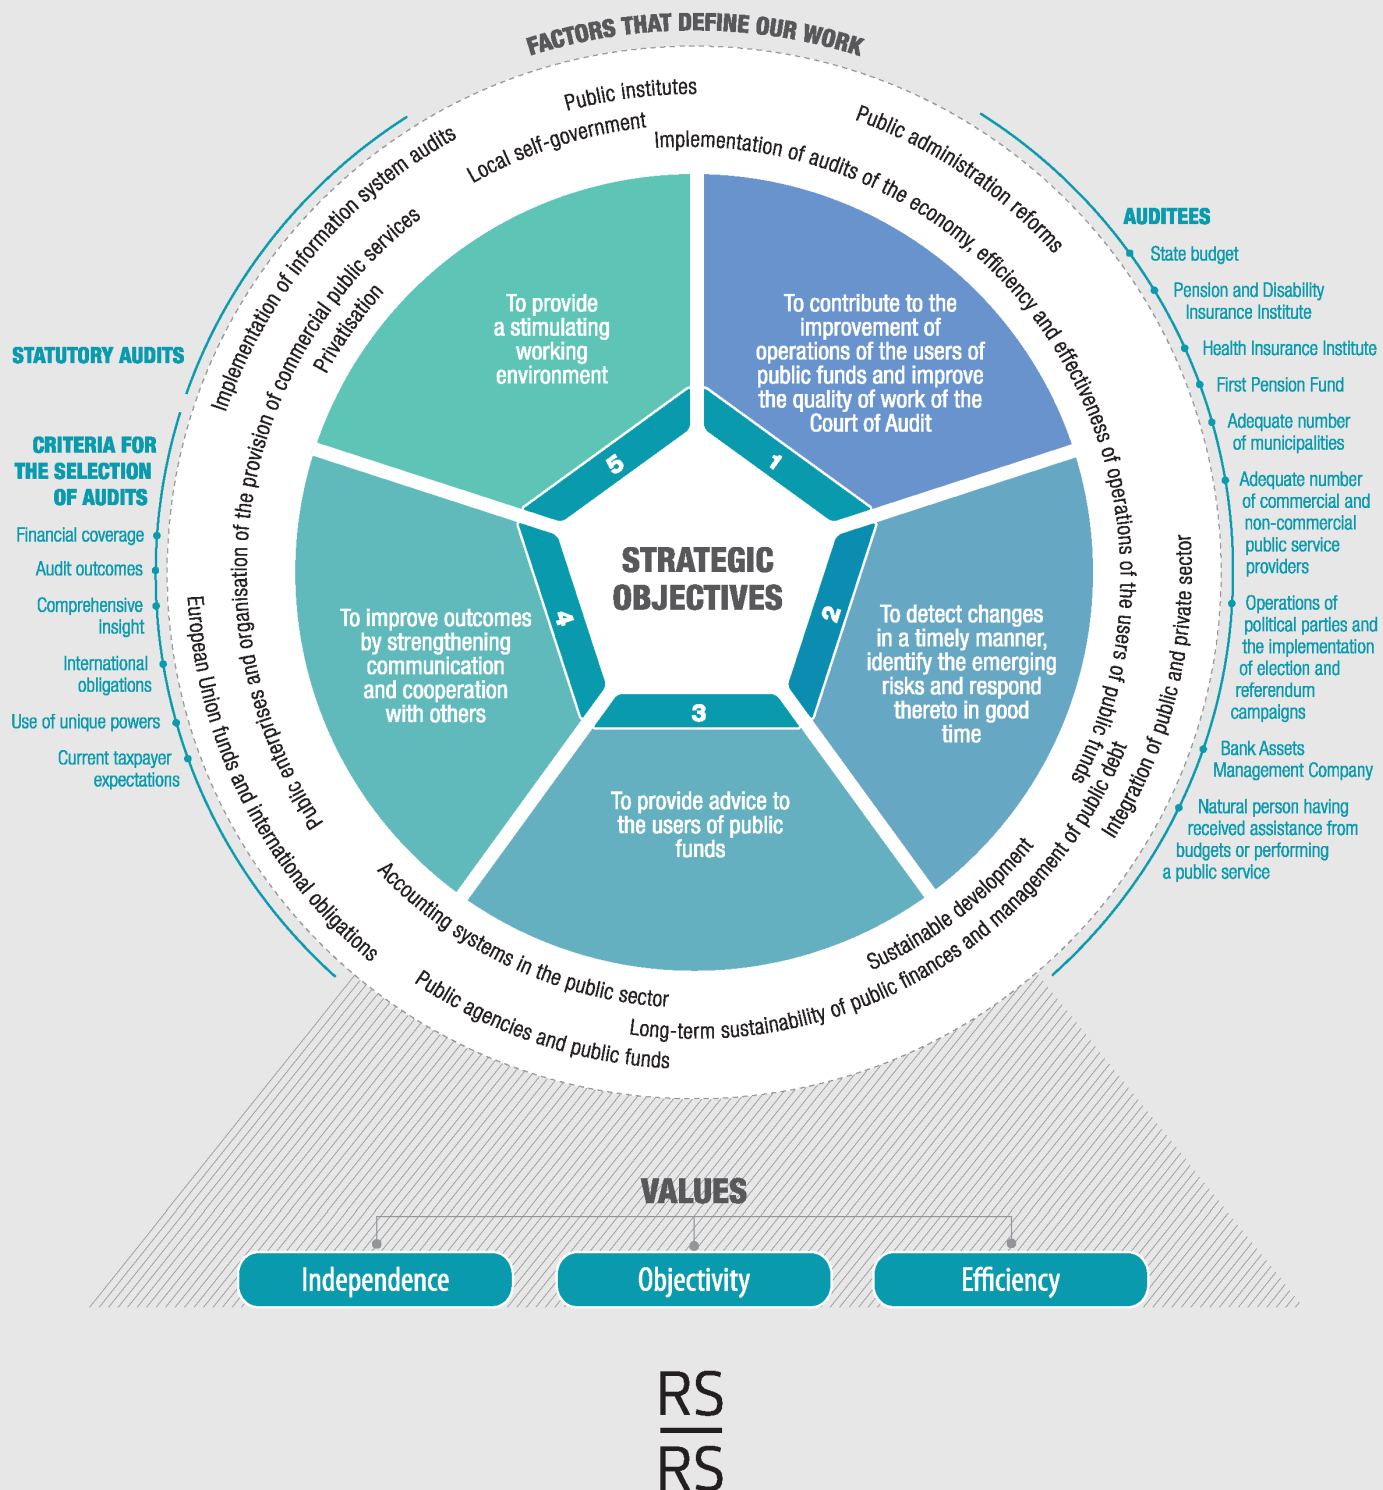 FACTORS THAT DEFINE OUR WORK
Public institutes
Local self-government
Implementation of audits of the economy, efficiency and effectiveness of operations of the users of public funds
Public administration reforms
Implementation of information system audits
Public enterprises and organisation of the provision of commercial public services
Privatisation
European Union funds and international obligations
Accounting systems in the public sector
Public agencies and public funds
Long-term sustainability of public finances and management of public debt
Sustainable development
Integration of public and private sector
STATUTORY AUDITS
CRITERIA FOR
THE SELECTION
OF AUDITS
Financial coverage
Audit outcomes
Comprehensive
insight
International
obligations
Use of unique powers
Current taxpayer
expectations
AUDITEES
State budget
Pension and Disability
Insurance Institute
Health Insurance Institute
First Pension Fund
Adequate number
of municipalities
Adequate number
of commercial and
non-commercial
public service
providers
Operations of
political parties and
the implementation
of election and
referendum
campaigns
Bank Assets
Management Company
Natural person having
received assistance from
budgets or performing
a public service
STRATEGIC
OBJECTIVES
1
To contribute to the
improvement of
operations of the users of
public funds and improve
the quality of work of the
Court of Audit
2
To detect changes
in a timely manner,
identify the emerging
risks and respond
thereto in good
time
3
To provide advice to
the users of public
funds
4
To improve outcomes
by strengthening
communication
and cooperation
with others
5
To provide
a stimulating
working
environment
VALUES
Independence
Objectivity
Efficiency
RS
RS